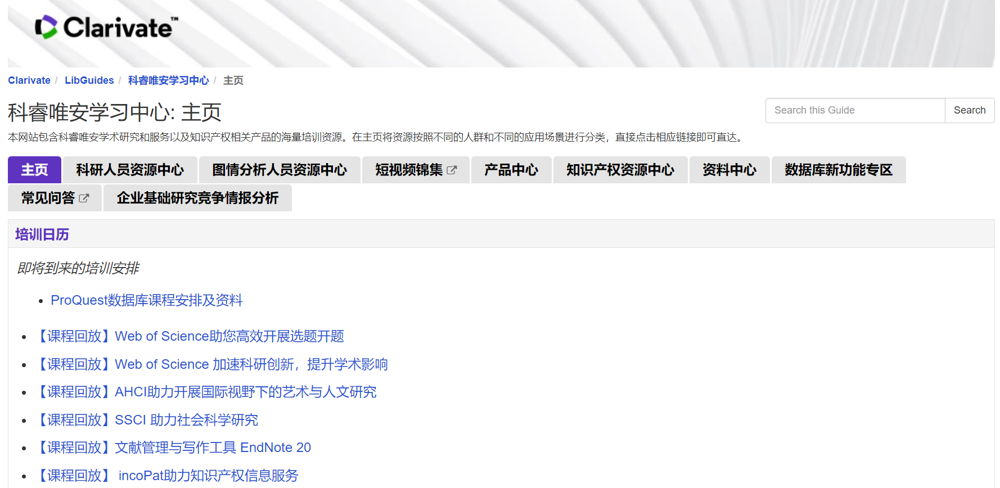 Clarivate™
Clarivate / LibGuides / 科睿唯安学习中心 / 主页
科睿唯安学习中心: 主页
Search this Guide Search
本网站包含科睿唯安学术研究和服务以及知识产权相关产品的海量培训资源。在主页将资源按照不同的人群和不同的应用场景进行分类，直接点击相应链接即可直达。
主页 科研人员资源中心 图情分析人员资源中心 短视频锦集 产品中心 知识产权资源中心 资料中心 数据库新功能专区
常见问答 企业基础研究竞争情报分析
培训日历
即将到来的培训安排
ProQuest数据库课程安排及资料
【课程回放】Web of Science助您高效开展选题开题
【课程回放】Web of Science 加速科研创新，提升学术影响
【课程回放】AHCI助力开展国际视野下的艺术与人文研究
【课程回放】SSCI 助力社会科学研究
【课程回放】文献管理与写作工具 EndNote 20
【课程回放】 incoPat助力知识产权信息服务